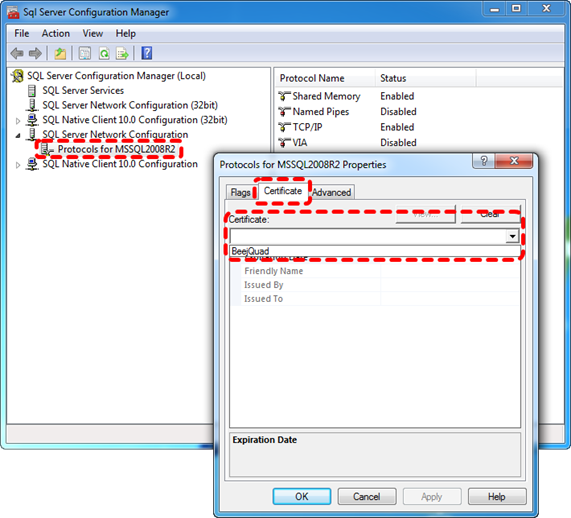 Sql Server Configuration Manager
File Action View Help
SQL Server Configuration Manager (Local)
SQL Server Services
SQL Server Network Configuration (32bit)
SQL Native Client 10.0 Configuration (32bit)
SQL Server Network Configuration
Protocols for MSSQL2008R2
SQL Native Client 10.0 Configuration
Protocol Name Status
Shared Memory Enabled
Named Pipes Disabled
TCP/IP Enabled
VIA Disabled
Protocols for MSSQL2008R2 Properties
Flags Certificate Advanced
View... Clear
Certificate:
BeejQuad
Expiration Date
Friendly Name
Issued By
Issued To
Expiration Date
OK Cancel Apply Help